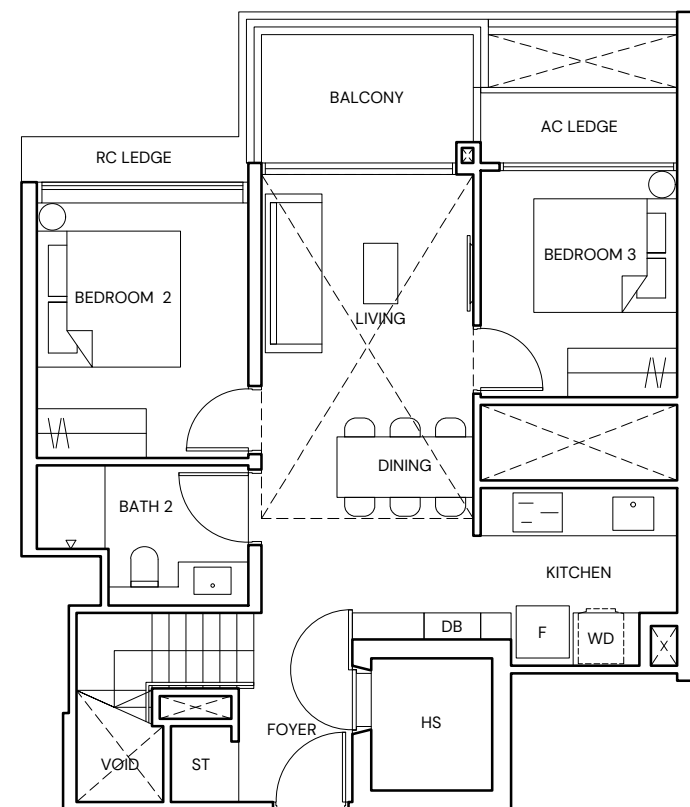 BALCONY
AC LEDGE
RC LEDGE
BEDROOM 3
BEDROOM 2
LIVING
DINING
BATH 2
KITCHEN
DB
F
WD
X
FOYER
HS
VOID
ST